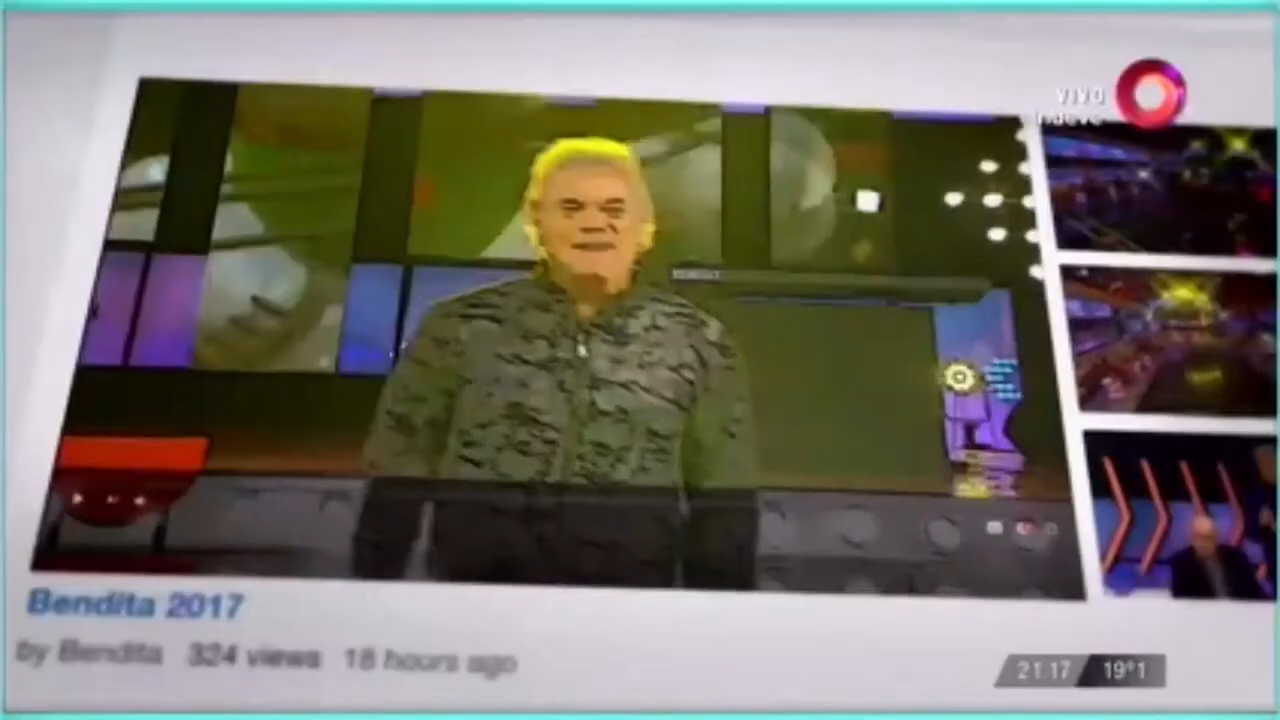 vivo
nueve
Bendita 2017
by Bendita 324 views 18 hours ago
21.17 19°1